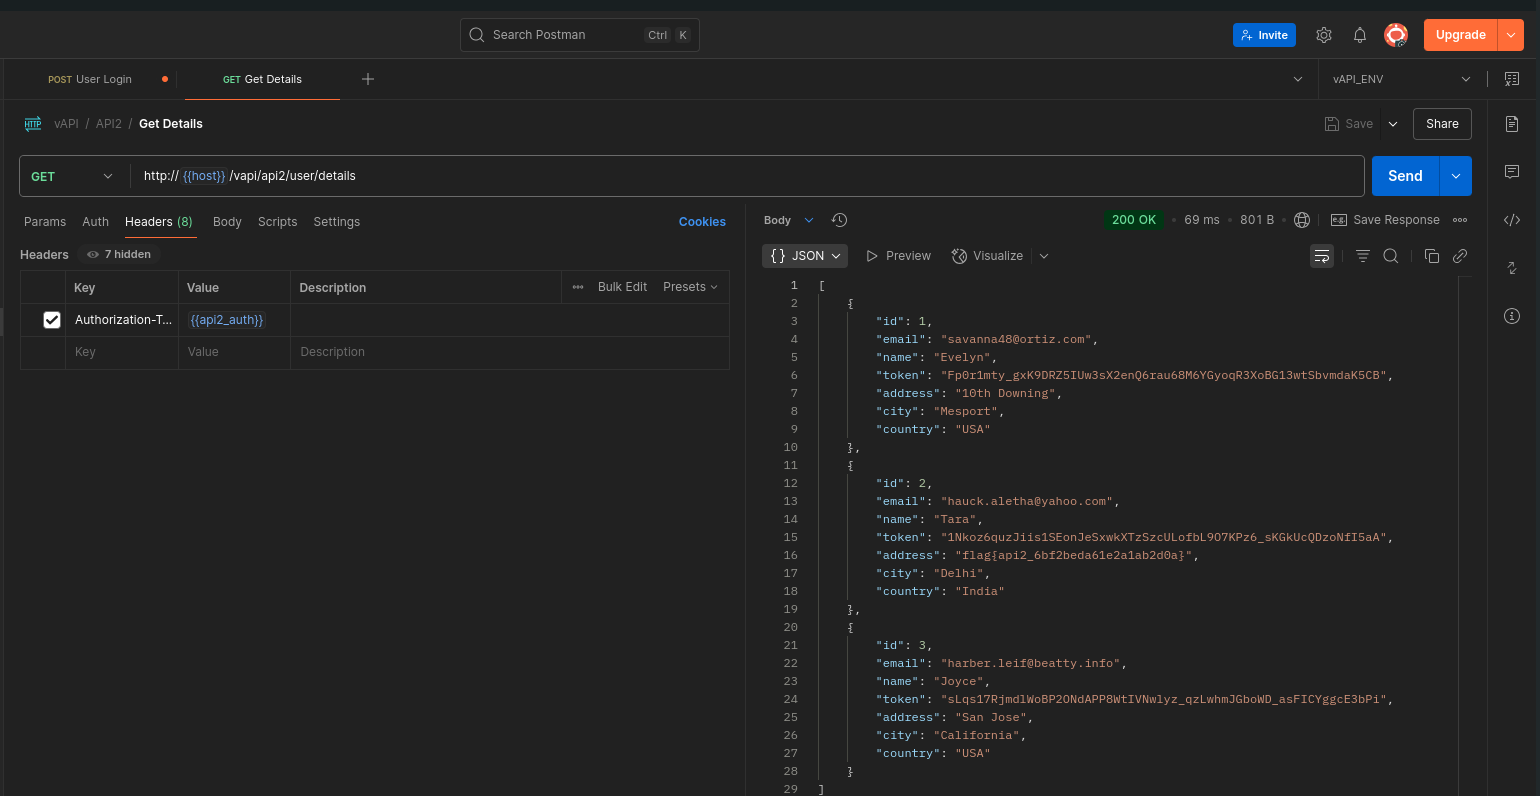 Search Postman Ctrl K
Invite
Upgrade
POST User Login
GET Get Details
vAPI_ENV
HTTP vAPI / API2 / Get Details
Save
Share
GET http:// {{host}} /vapi/api2/user/details
Send
Params Auth Headers (8) Body Scripts Settings
Cookies
Headers 7 hidden
Key Value Description
Bulk Edit Presets
Authorization-T... {{api2_auth}}
Key Value Description
Body
200 OK • 69 ms • 801 B
e.g. Save Response
{ } JSON Preview Visualize
1 [
2 {
3 "id": 1,
4 "email": "savanna48@ortiz.com",
5 "name": "Evelyn",
6 "token": "Fp0r1mty_gxK9DRZ5IUw3sX2enQ6rau68M6YGyoqR3XoBG13wtSbvmdaK5CB",
7 "address": "10th Downing",
8 "city": "Mesport",
9 "country": "USA"
10 },
11 {
12 "id": 2,
13 "email": "hauck.aletha@yahoo.com",
14 "name": "Tara",
15 "token": "1Nkoz6quzJiis1SEonJeSxwkXTzSzcULofbL9O7KPz6_sKGkUcQDzoNfI5aA",
16 "address": "flag{api2_6bf2beda61e2a1ab2d0a}",
17 "city": "Delhi",
18 "country": "India"
19 },
20 {
21 "id": 3,
22 "email": "harber.leif@beatty.info",
23 "name": "Joyce",
24 "token": "sLqs17RjmdlWoBP2ONdAPP8WtIVNwlyz_qzLwhmJGboWD_asFICYggcE3bPi",
25 "address": "San Jose",
26 "city": "California",
27 "country": "USA"
28 }
29 ]